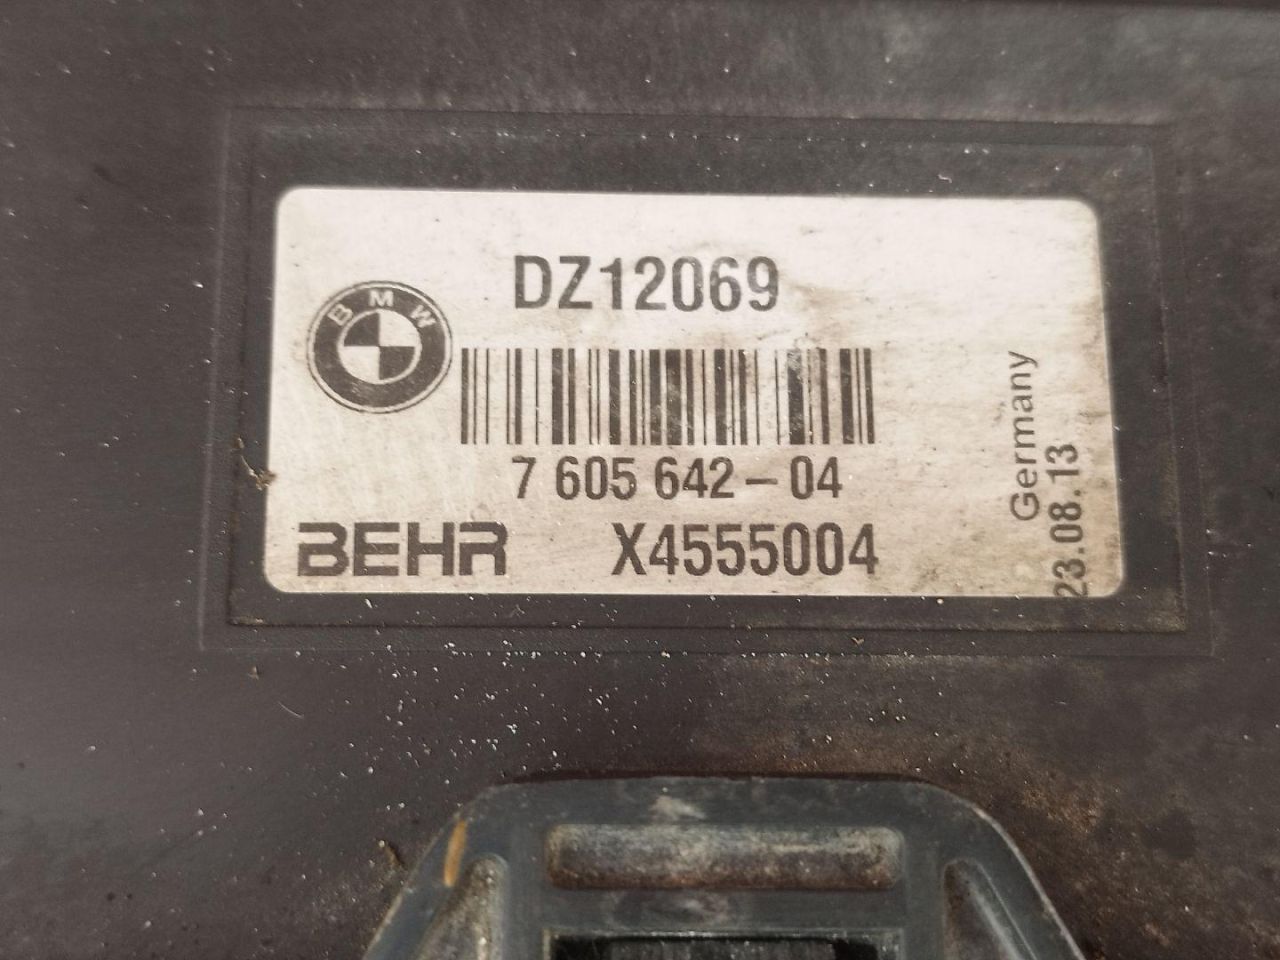 DZ12069
BMW
7 605 642-04
BEHR X4555004
Germany
23.08.13